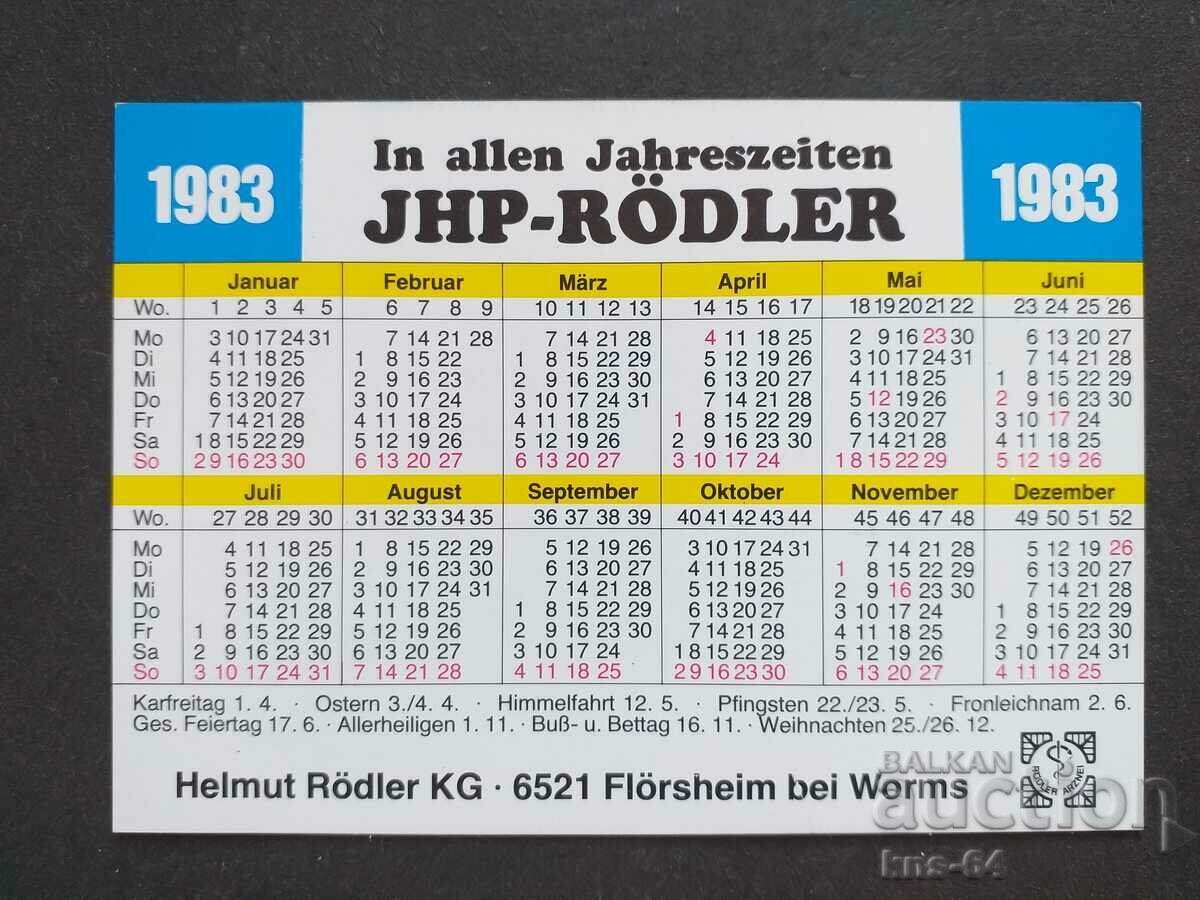 1983 In allen Jahreszeiten 1983
JHP-RÖDLER
Januar Februar März April Mai Juni
Wo. 1 2 3 4 5 6 7 8 9 10 11 12 13 14 15 16 17 18 19 20 21 22 23 24 25 26
Mo 3 10 17 24 31 7 14 21 28 7 14 21 28 4 11 18 25 2 9 16 23 30 6 13 20 27
Di 4 11 18 25 1 8 15 22 1 8 15 22 29 5 12 19 26 3 10 17 24 31 7 14 21 28
Mi 5 12 19 26 2 9 16 23 2 9 16 23 30 6 13 20 27 4 11 18 25 1 8 15 22 29
Do 6 13 20 27 3 10 17 24 3 10 17 24 31 7 14 21 28 5 12 19 26 2 9 16 23 30
Fr 7 14 21 28 4 11 18 25 4 11 18 25 1 8 15 22 29 6 13 20 27 3 10 17 24
Sa 1 8 15 22 29 5 12 19 26 5 12 19 26 2 9 16 23 30 7 14 21 28 4 11 18 25
So 2 9 16 23 30 6 13 20 27 6 13 20 27 3 10 17 24 1 8 15 22 29 5 12 19 26
Juli August September Oktober November Dezember
Wo. 27 28 29 30 31 32 33 34 35 36 37 38 39 40 41 42 43 44 45 46 47 48 49 50 51 52
Mo 4 11 18 25 1 8 15 22 29 5 12 19 26 3 10 17 24 31 7 14 21 28 5 12 19 26
Di 5 12 19 26 2 9 16 23 30 6 13 20 27 4 11 18 25 1 8 15 22 29 6 13 20 27
Mi 6 13 20 27 3 10 17 24 31 7 14 21 28 5 12 19 26 2 9 16 23 30 7 14 21 28
Do 7 14 21 28 4 11 18 25 1 8 15 22 29 6 13 20 27 3 10 17 24 1 8 15 22 29
Fr 1 8 15 22 29 5 12 19 26 2 9 16 23 30 7 14 21 28 4 11 18 25 2 9 16 23 30
Sa 2 9 16 23 30 6 13 20 27 3 10 17 24 1 8 15 22 29 5 12 19 26 3 10 17 24 31
So 3 10 17 24 31 7 14 21 28 4 11 18 25 2 9 16 23 30 6 13 20 27 4 11 18 25
Karfreitag 1. 4. · Ostern 3./4. 4. · Himmelfahrt 12. 5. · Pfingsten 22./23. 5. · Fronleichnam 2. 6.
Ges. Feiertag 17. 6. · Allerheiligen 1. 11. · Buß- u. Bettag 16. 11. · Weihnachten 25./26. 12.
Helmut Rödler KG · 6521 Flörsheim bei Worms
RÖDLER ARZNEI
BALKAN
auction
kns-64